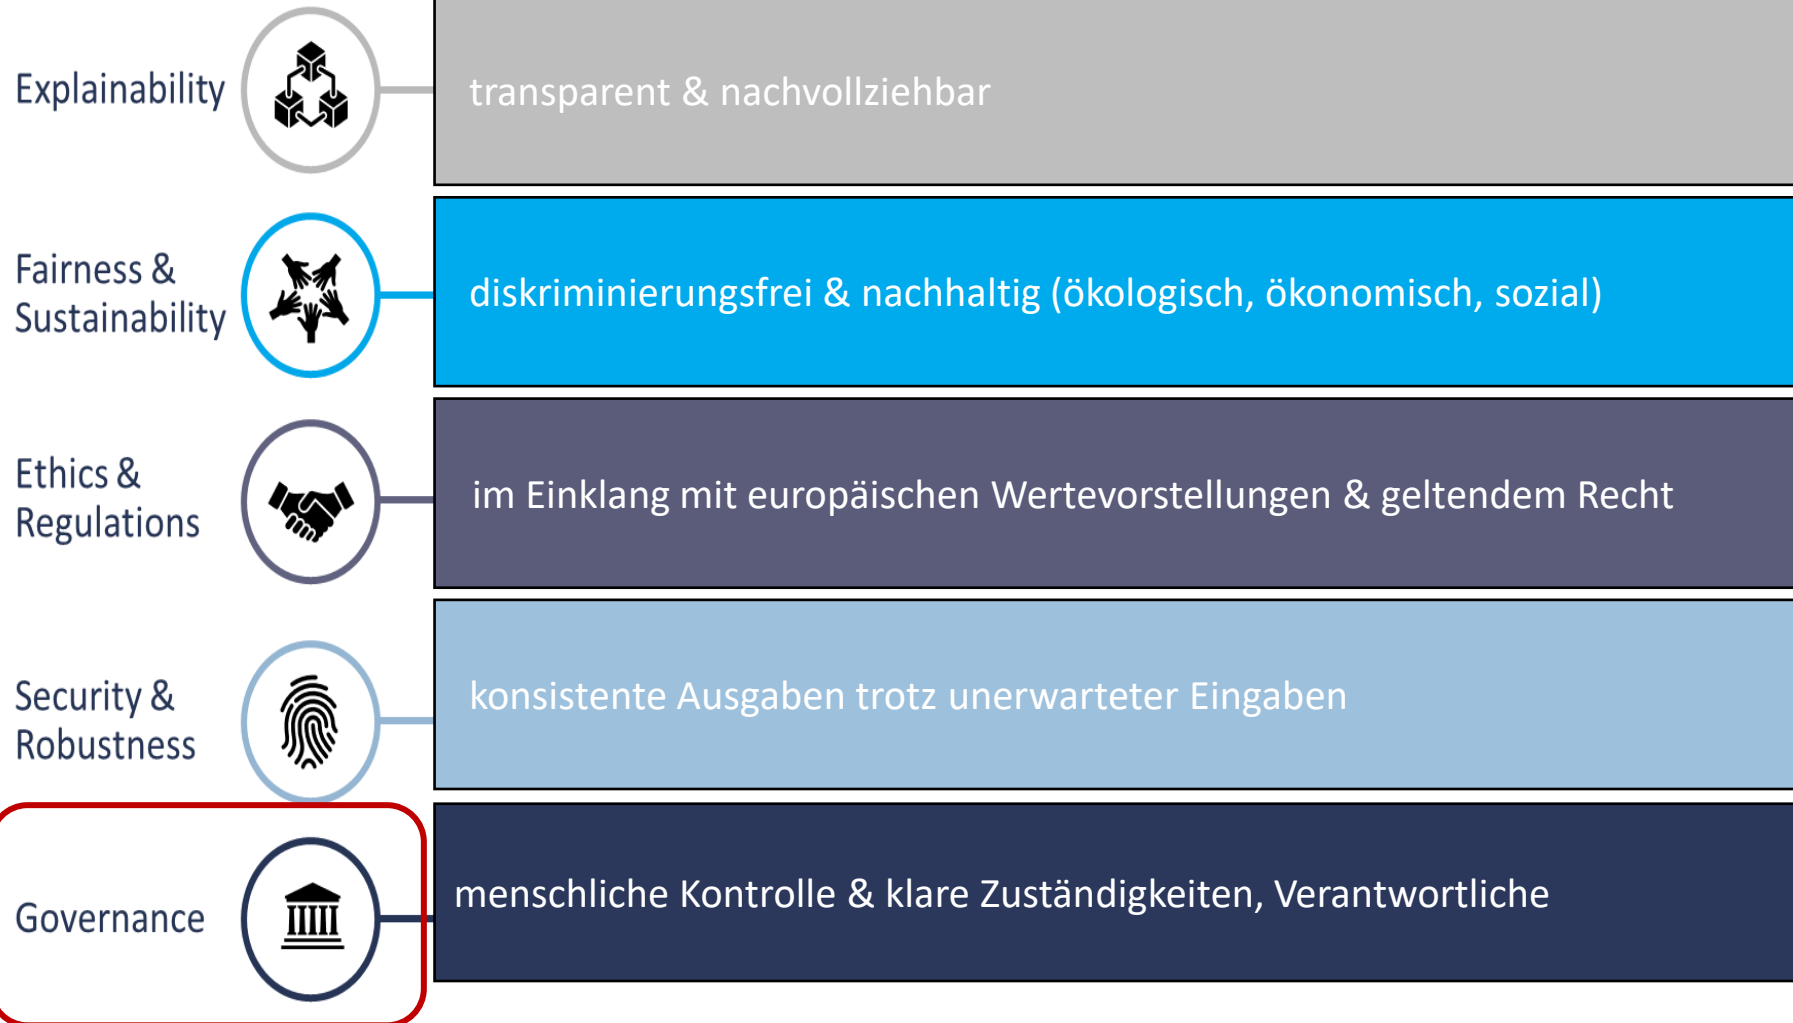 Explainability
transparent & nachvollziehbar
Fairness &
Sustainability
diskriminierungsfrei & nachhaltig (ökologisch, ökonomisch, sozial)
Ethics &
Regulations
im Einklang mit europäischen Wertevorstellungen & geltendem Recht
Security &
Robustness
konsistente Ausgaben trotz unerwarteter Eingaben
Governance
menschliche Kontrolle & klare Zuständigkeiten, Verantwortliche